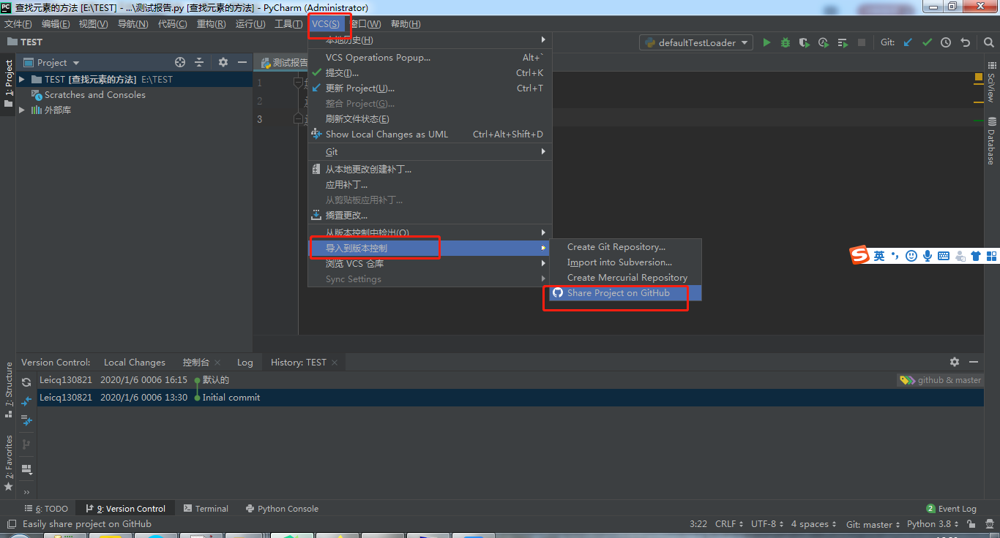 PC 查找元素的方法 [E:\TEST] - ...\测试报告.py [查找元素的方法] - PyCharm (Administrator)
文件(F) 编辑(E) 视图(V) 导航(N) 代码(C) 重构(R) 运行(U) 工具(T) VCS(S) 窗口(W) 帮助(H)
TEST
defaultTestLoader
Git:
1: Project
Project
测试报告
TEST [查找元素的方法] E:\TEST
Scratches and Consoles
外部库
1
2
3
本地历史(H)
VCS Operations Popup... Alt+`
提交(I)... Ctrl+K
更新 Project(U)... Ctrl+T
整合 Project(G)...
刷新文件状态(E)
Show Local Changes as UML Ctrl+Alt+Shift+D
Git
从本地更改创建补丁...
应用补丁...
从剪贴板应用补丁...
搁置更改...
从版本控制中检出(O)
导入到版本控制
浏览 VCS 仓库
Sync Settings
Create Git Repository...
Import into Subversion...
Create Mercurial Repository
Share Project on GitHub
SciView
Database
S 英
Version Control: Local Changes 控制台 Log History: TEST
Leicq130821 2020/1/6 0006 16:15 默认的 github & master
Leicq130821 2020/1/6 0006 13:30 Initial commit
7: Structure
2: Favorites
6: TODO 9: Version Control Terminal Python Console 2 Event Log
Easily share project on GitHub 3:22 CRLF UTF-8 4 spaces Git: master Python 3.8